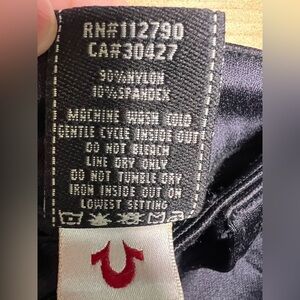 RN#112790
CA#30427
90%NYLON
10%SPANDEX
MACHINE WASH COLD
GENTLE CYCLE INSIDE OUT
DO NOT BLEACH
LINE DRY ONLY
DO NOT TUMBLE DRY
IRON INSIDE OUT ON
LOWEST SETTING